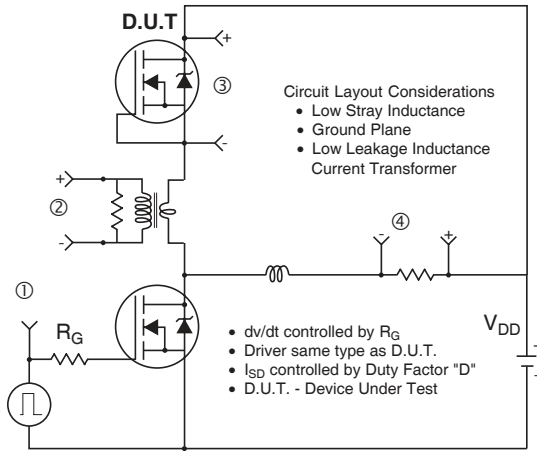 D.U.T
+
③
-
Circuit Layout Considerations
• Low Stray Inductance
• Ground Plane
• Low Leakage Inductance
Current Transformer
+
②
-
④
-
+
①
R_G
V_DD
• dv/dt controlled by R_G
• Driver same type as D.U.T.
• I_SD controlled by Duty Factor "D"
• D.U.T. - Device Under Test
+
-